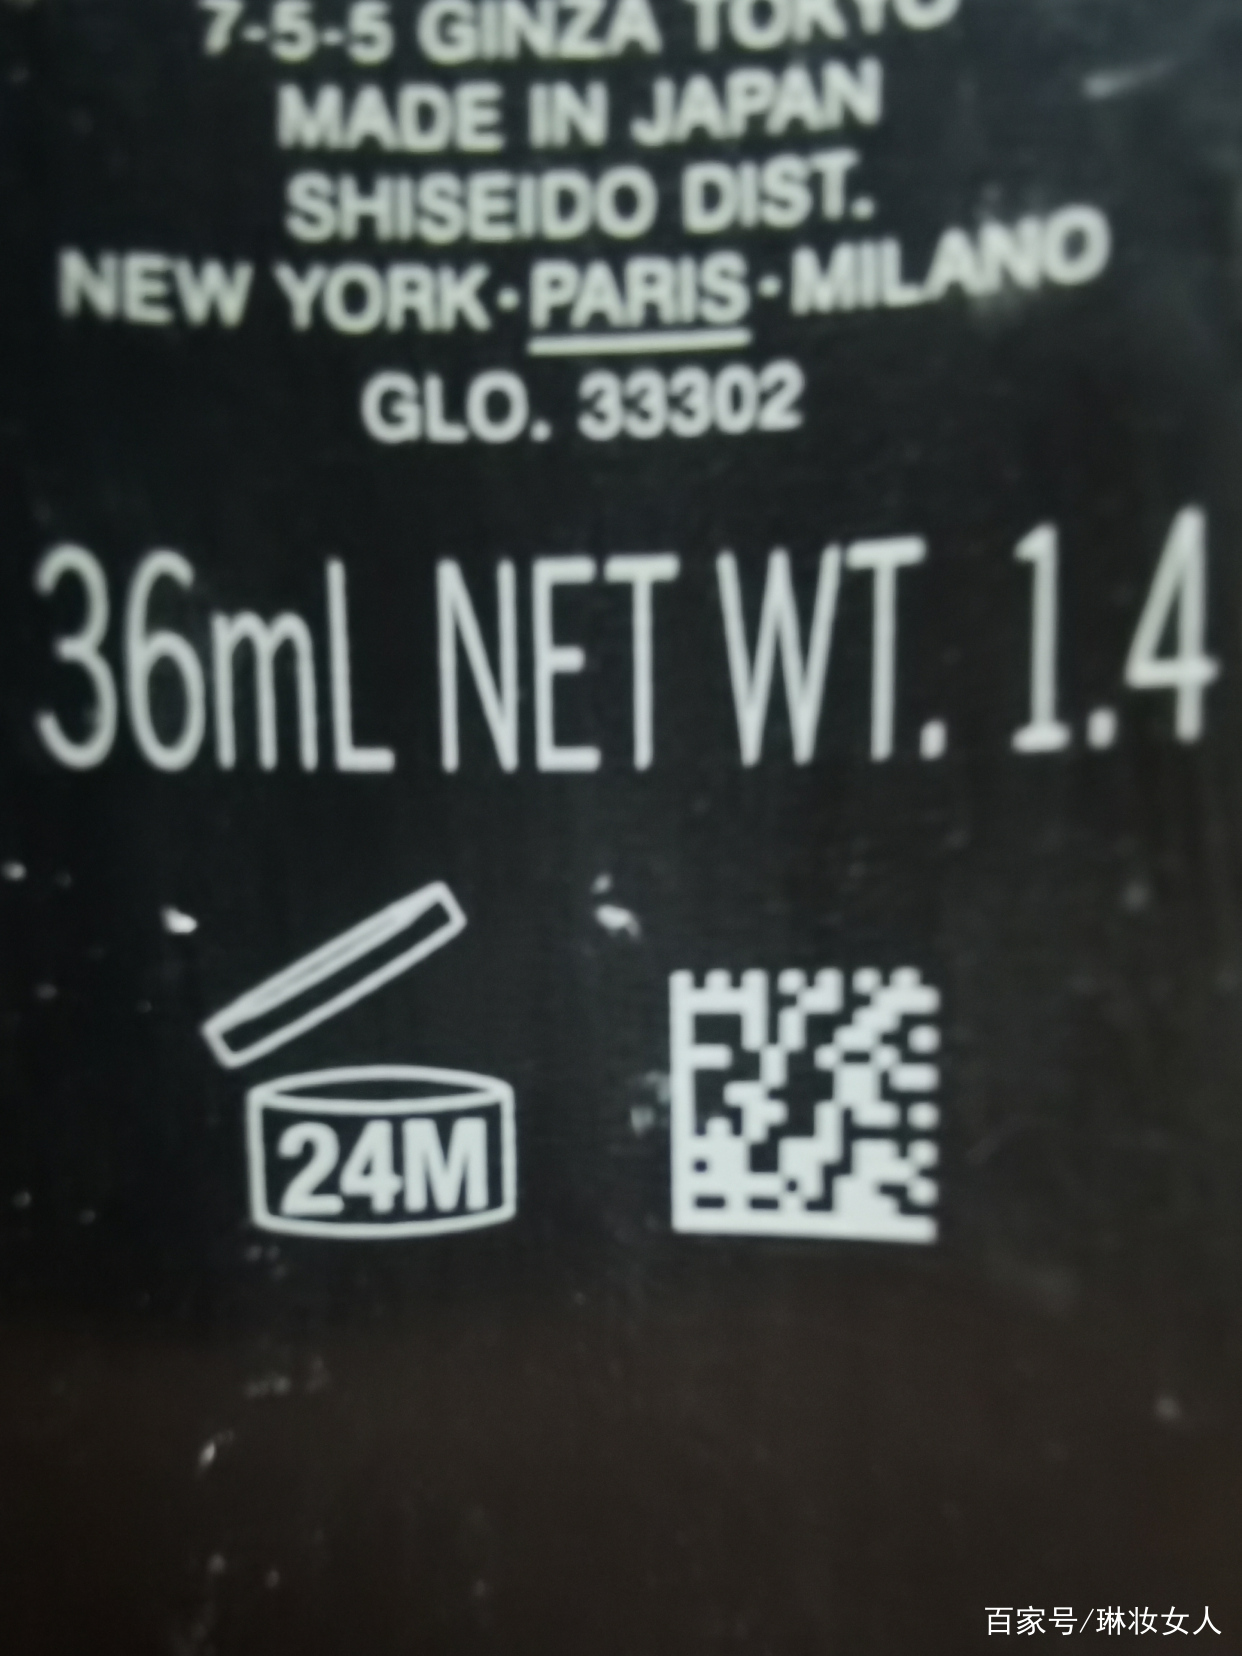 7-5-5 GINZA TOKYO
MADE IN JAPAN
SHISEIDO DIST.
NEW YORK·PARIS·MILANO
GLO. 33302
36mL NET WT. 1.4
24M
百家号/琳妆女人